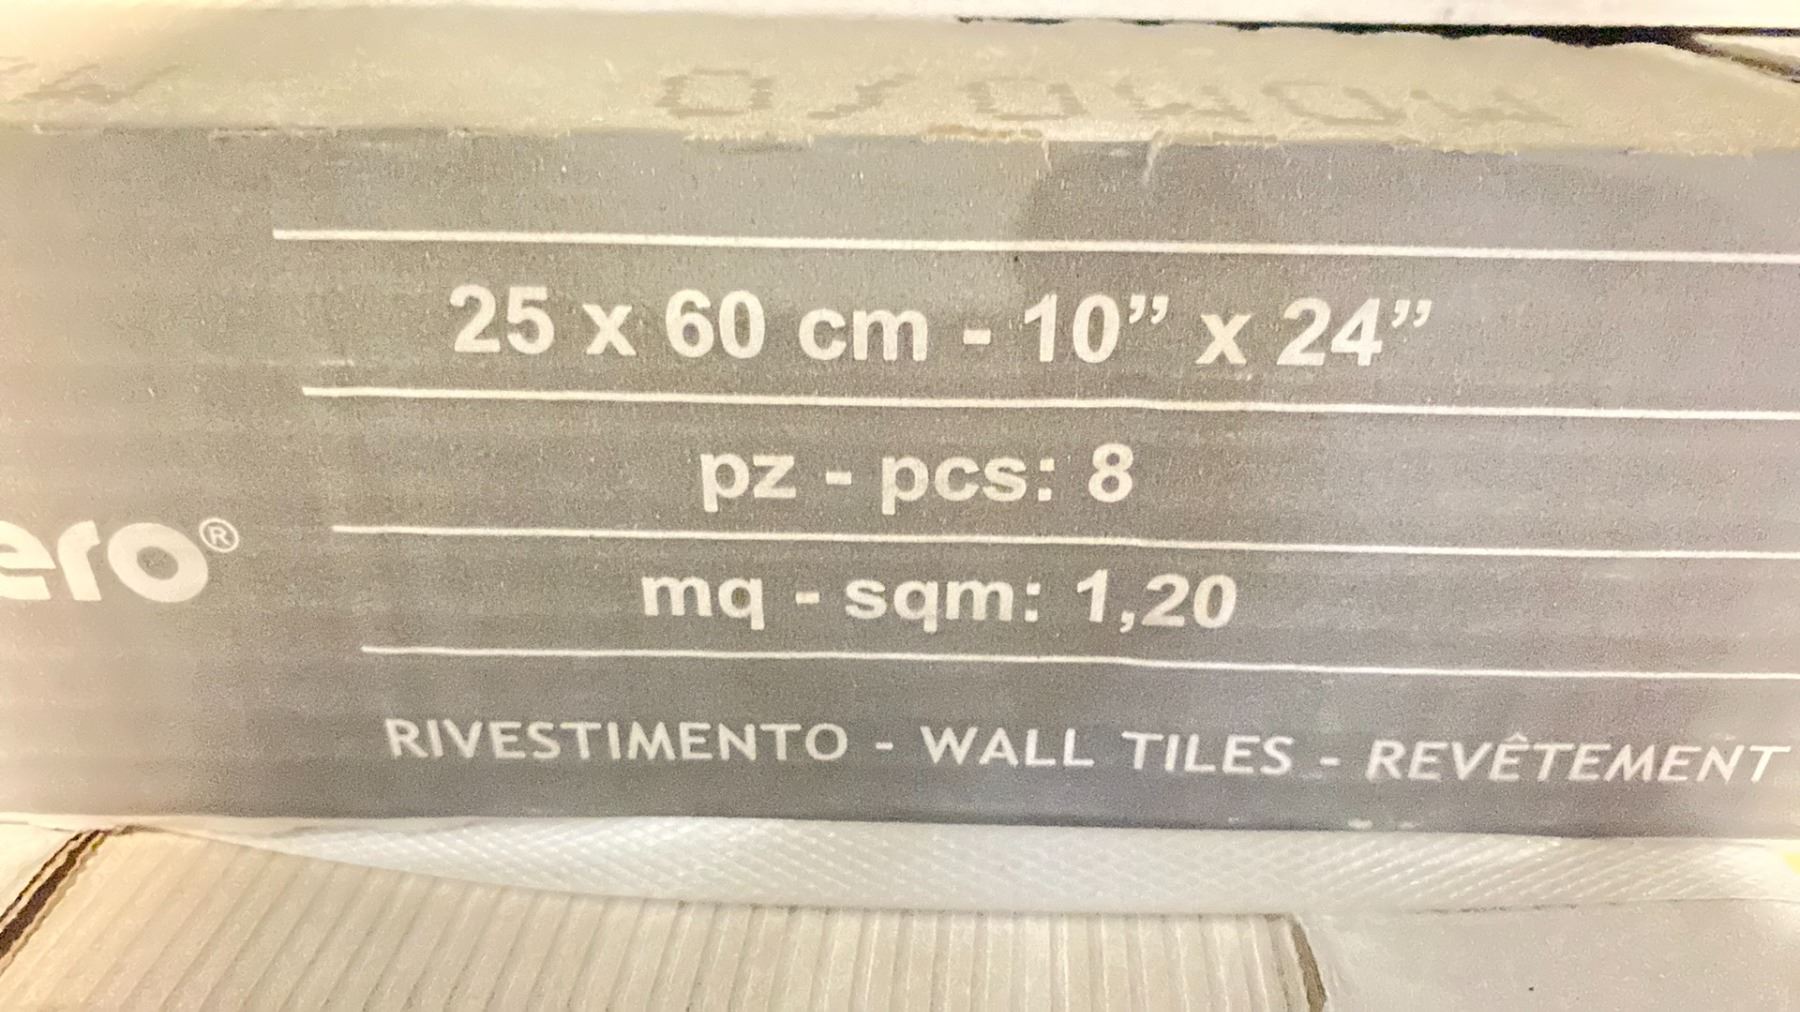 25 x 60 cm - 10” x 24”
pz - pcs: 8
ero®
mq - sqm: 1,20
RIVESTIMENTO - WALL TILES - REVÊTEMENT